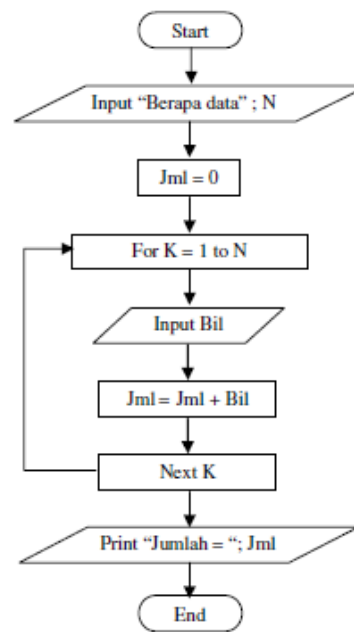 Start
Input “Berapa data” ; N
Jml = 0
For K = 1 to N
Input Bil
Jml = Jml + Bil
Next K
Print “Jumlah = “; Jml
End